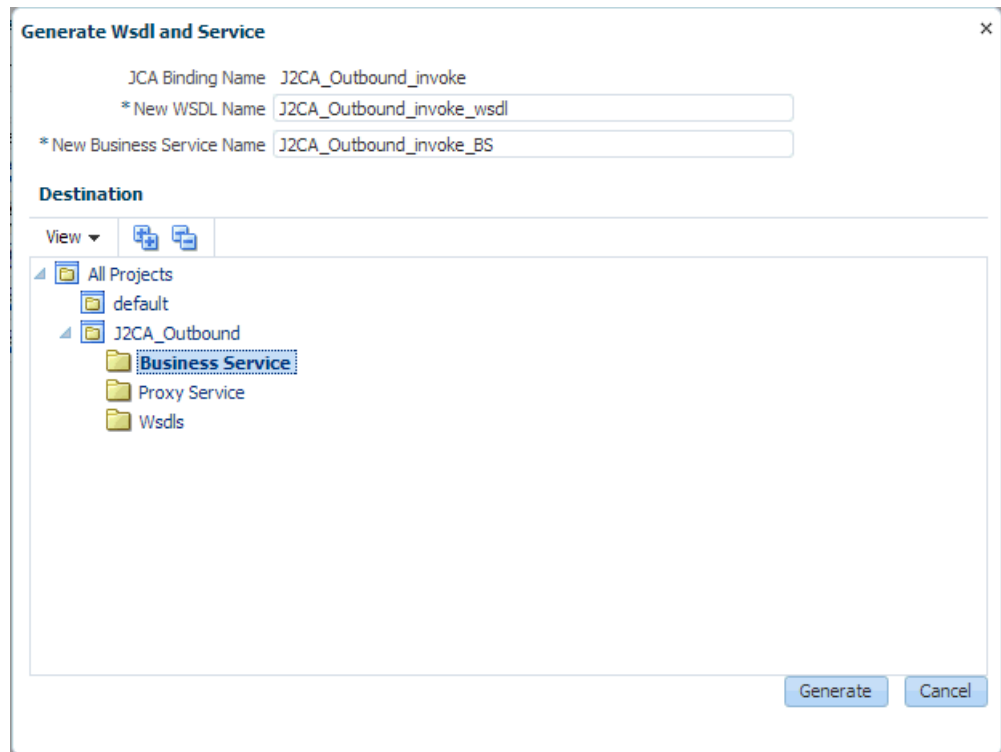 Generate Wsdl and Service
JCA Binding Name J2CA_Outbound_invoke
* New WSDL Name J2CA_Outbound_invoke_wsdl
* New Business Service Name J2CA_Outbound_invoke_BS
Destination
View
All Projects
default
J2CA_Outbound
Business Service
Proxy Service
Wsdls
Generate Cancel